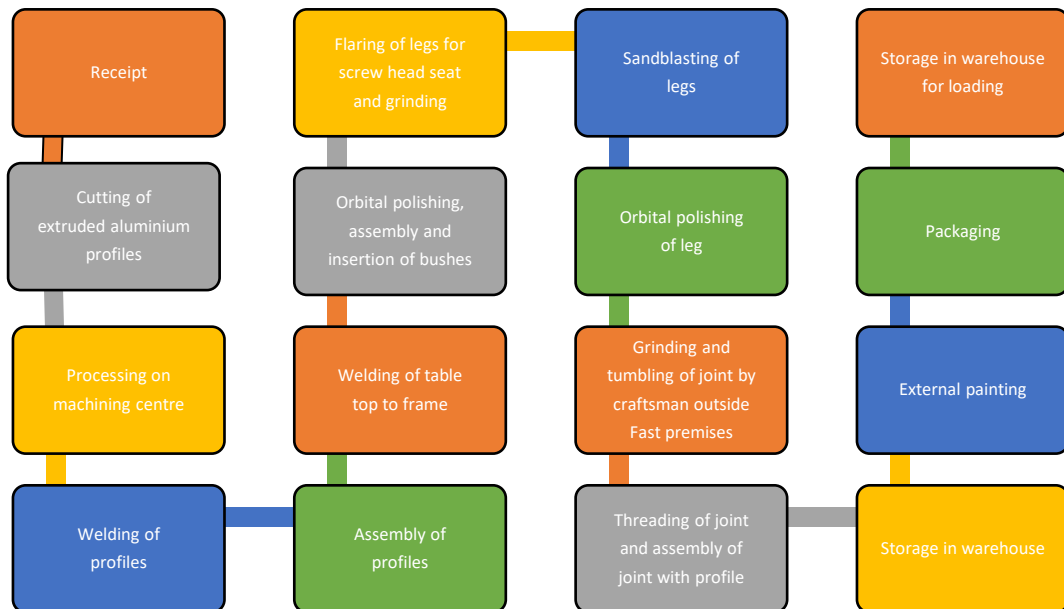 Receipt
Cutting of
extruded aluminium
profiles
Processing on
machining centre
Welding of
profiles
Assembly of
profiles
Welding of table
top to frame
Orbital polishing,
assembly and
insertion of bushes
Flaring of legs for
screw head seat
and grinding
Sandblasting of
legs
Orbital polishing
of leg
Grinding and
tumbling of joint by
craftsman outside
Fast premises
Threading of joint
and assembly of
joint with profile
Storage in warehouse
External painting
Packaging
Storage in warehouse
for loading